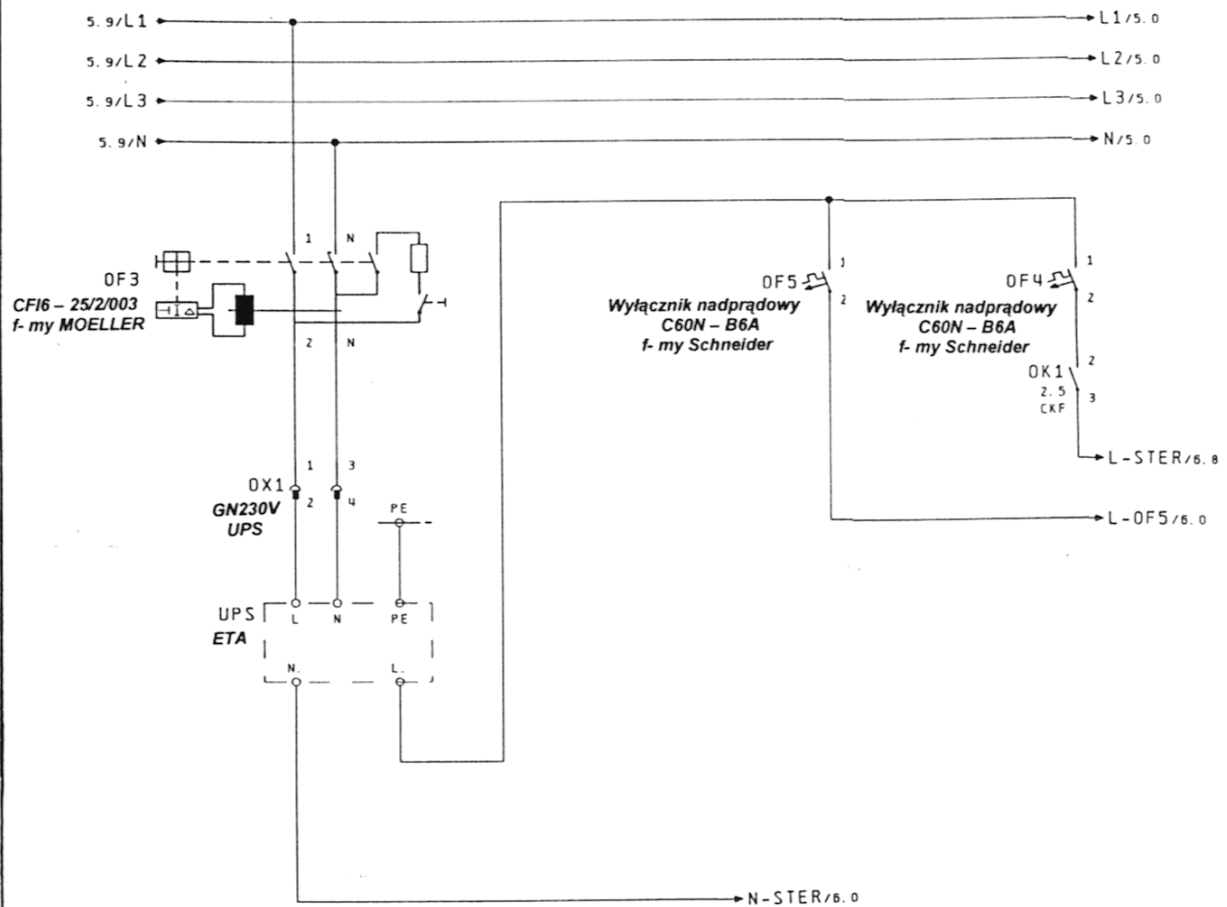 5.9/L1 L1/5.0
5.9/L2 L2/5.0
5.9/L3 L3/5.0
5.9/N N/5.0
1 N
0F3
CFI6 – 25/2/003
f- my MOELLER
2 N
1
0F5
2
Wyłącznik nadprądowy
C60N – B6A
f- my Schneider
1
0F4
2
Wyłącznik nadprądowy
C60N – B6A
f- my Schneider
2
0K1
2.5
3
CKF
L-STER/6.8
L-0F5/6.0
1 3
0X1
2 4
GN230V
UPS
PE
UPS
L N PE
ETA
N. L.
N-STER/6.0